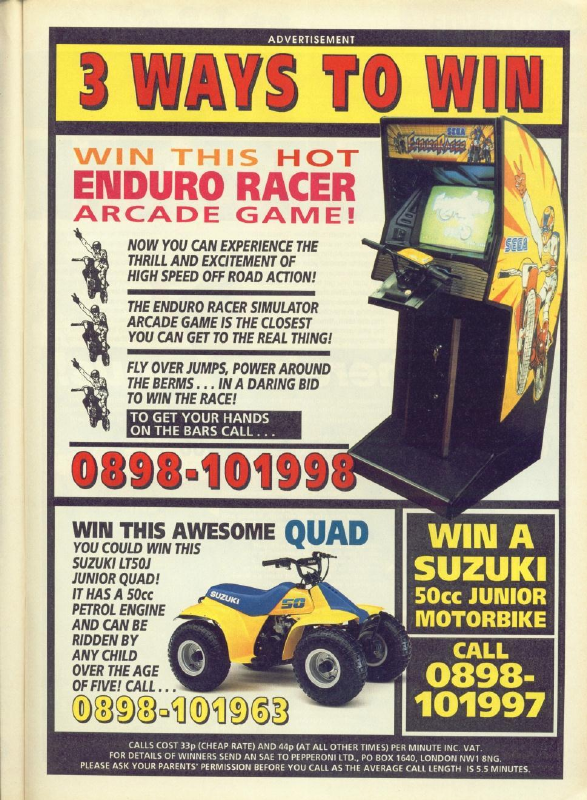 ADVERTISEMENT
3 WAYS TO WIN
WIN THIS HOT
ENDURO RACER
ARCADE GAME!
NOW YOU CAN EXPERIENCE THE
THRILL AND EXCITEMENT OF
HIGH SPEED OFF ROAD ACTION!
THE ENDURO RACER SIMULATOR
ARCADE GAME IS THE CLOSEST
YOU CAN GET TO THE REAL THING!
FLY OVER JUMPS, POWER AROUND
THE BERMS . . . IN A DARING BID
TO WIN THE RACE!
TO GET YOUR HANDS
ON THE BARS CALL . . .
0898-101998
SEGA
SEGA
WIN THIS AWESOME QUAD
YOU COULD WIN THIS
SUZUKI LT50J
JUNIOR QUAD!
IT HAS A 50cc
PETROL ENGINE
AND CAN BE
RIDDEN BY
ANY CHILD
OVER THE AGE
OF FIVE! CALL . . .
0898-101963
SUZUKI
50
WIN A
SUZUKI
50cc JUNIOR
MOTORBIKE
CALL
0898-
101997
CALLS COST 33p (CHEAP RATE) AND 44p (AT ALL OTHER TIMES) PER MINUTE INC. VAT.
FOR DETAILS OF WINNERS SEND AN SAE TO PEPPERONI LTD., PO BOX 1640, LONDON NW1 8NG.
PLEASE ASK YOUR PARENTS' PERMISSION BEFORE YOU CALL AS THE AVERAGE CALL LENGTH IS 5.5 MINUTES.